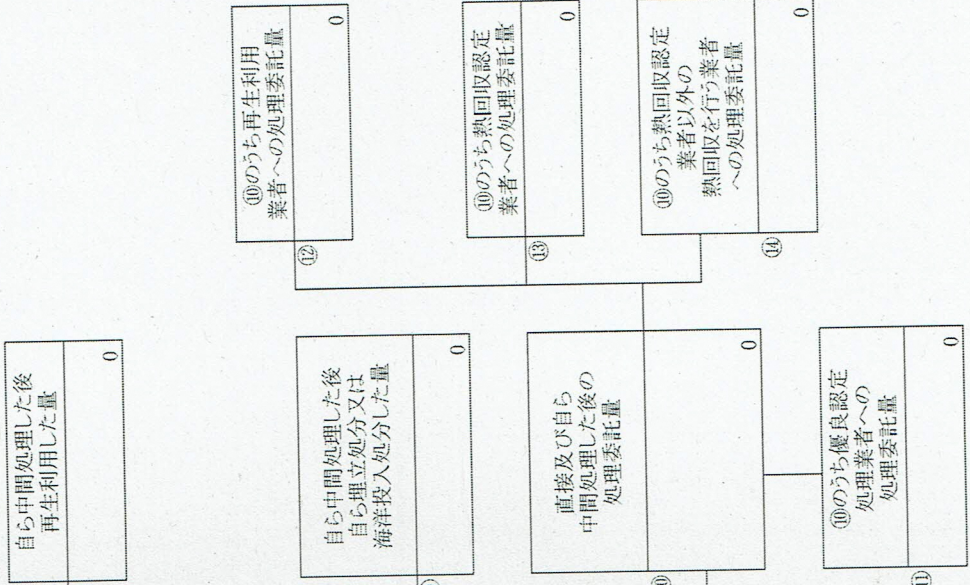 自ら中間処理した後
再生利用した量
0
自ら中間処理した後
自ら埋立処分又は
海洋投入処分した量
0
直接及び自ら
中間処理した後の
処理委託量
0
⑪
⑩のうち優良認定
処理業者への
処理委託量
0
⑫
⑩のうち再生利用
業者への処理委託量
0
⑬
⑩のうち熱回収認定
業者への処理委託量
0
⑭
⑩のうち熱回収認定
業者以外の
熱回収を行う業者
への処理委託量
0